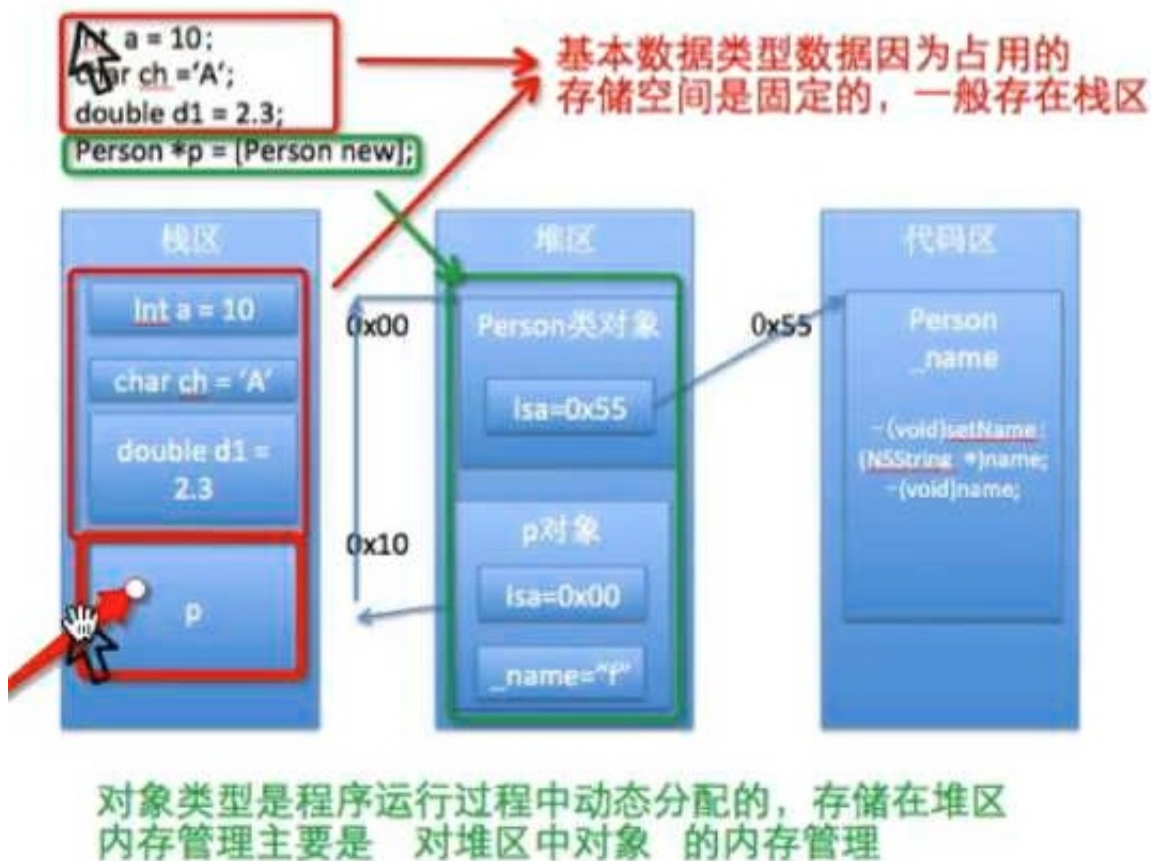 int a = 10;
char ch ='A';
double d1 = 2.3;
Person *p = [Person new];
基本数据类型数据因为占用的
存储空间是固定的，一般存在栈区
栈区
Int a = 10
char ch = 'A'
double d1 =
2.3
p
0x00
0x10
堆区
Person类对象
Isa=0x55
p对象
Isa=0x00
_name="f"
0x55
代码区
Person
_name
-(void)setName:
(NSString *)name;
-(void)name;
对象类型是程序运行过程中动态分配的，存储在堆区
内存管理主要是 对堆区中对象 的内存管理